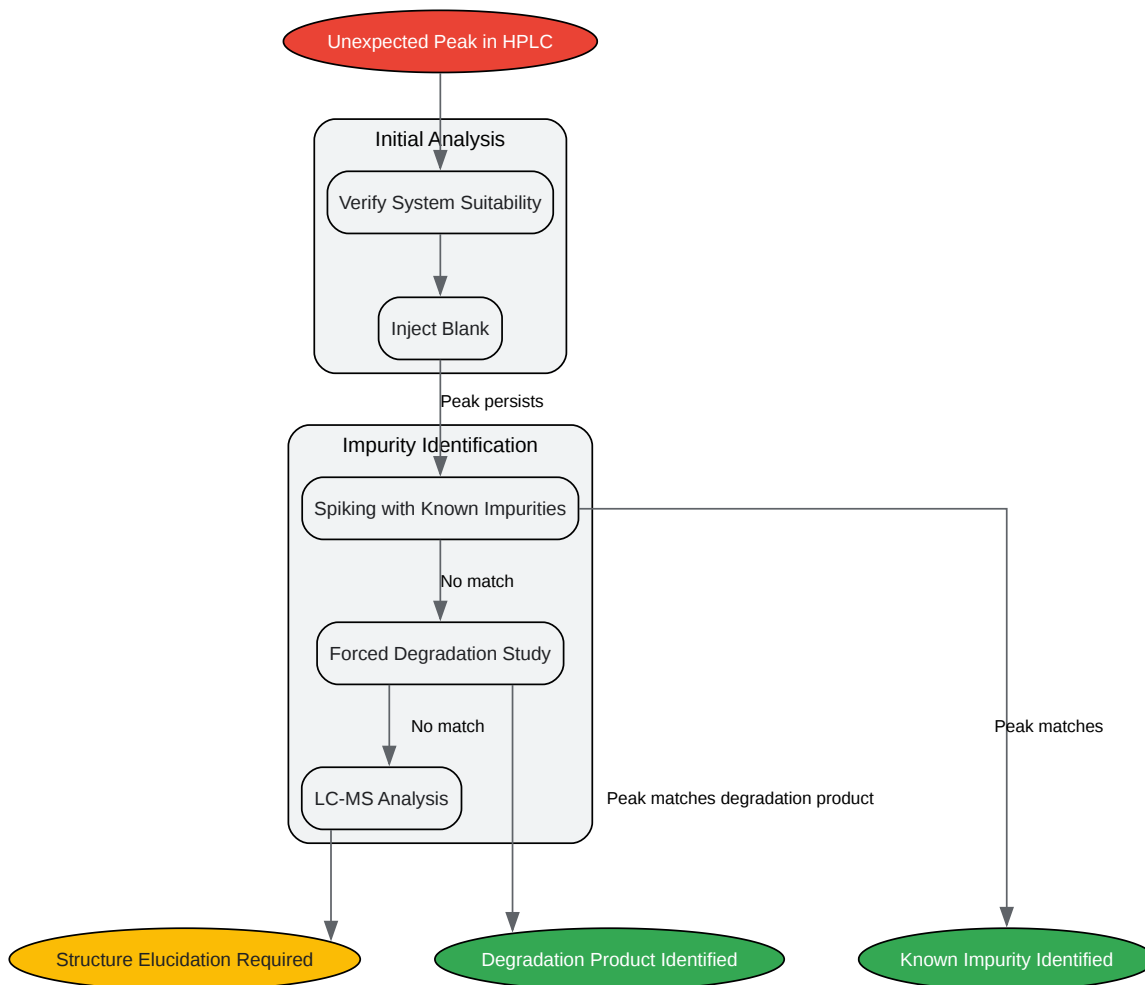 Unexpected Peak in HPLC
Initial Analysis
Verify System Suitability
Inject Blank
Peak persists
Impurity Identification
Spiking with Known Impurities
No match
Forced Degradation Study
No match
Peak matches
LC-MS Analysis
Peak matches degradation product
Structure Elucidation Required
Degradation Product Identified
Known Impurity Identified